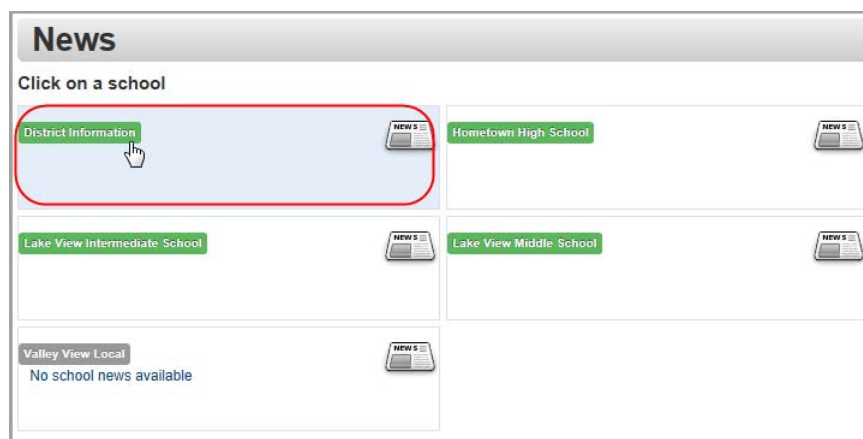 News
Click on a school
District Information
NEWS
Hometown High School
NEWS
Lake View Intermediate School
NEWS
Lake View Middle School
NEWS
Valley View Local
NEWS
No school news available